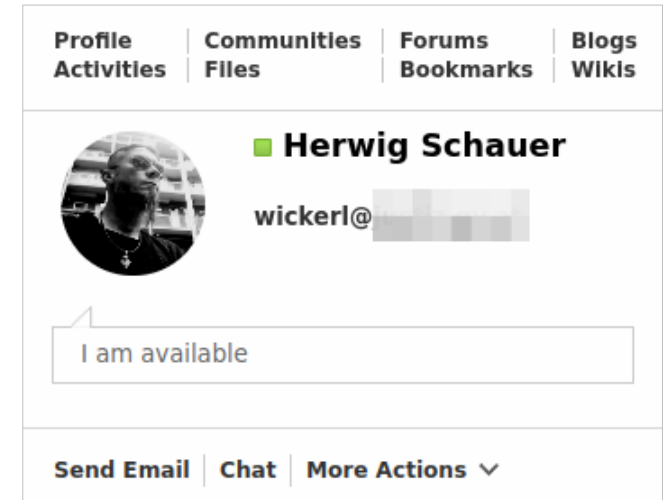 Profile Communities Forums Blogs
Activities Files Bookmarks Wikis
Herwig Schauer
wickerl@
I am available
Send Email Chat More Actions